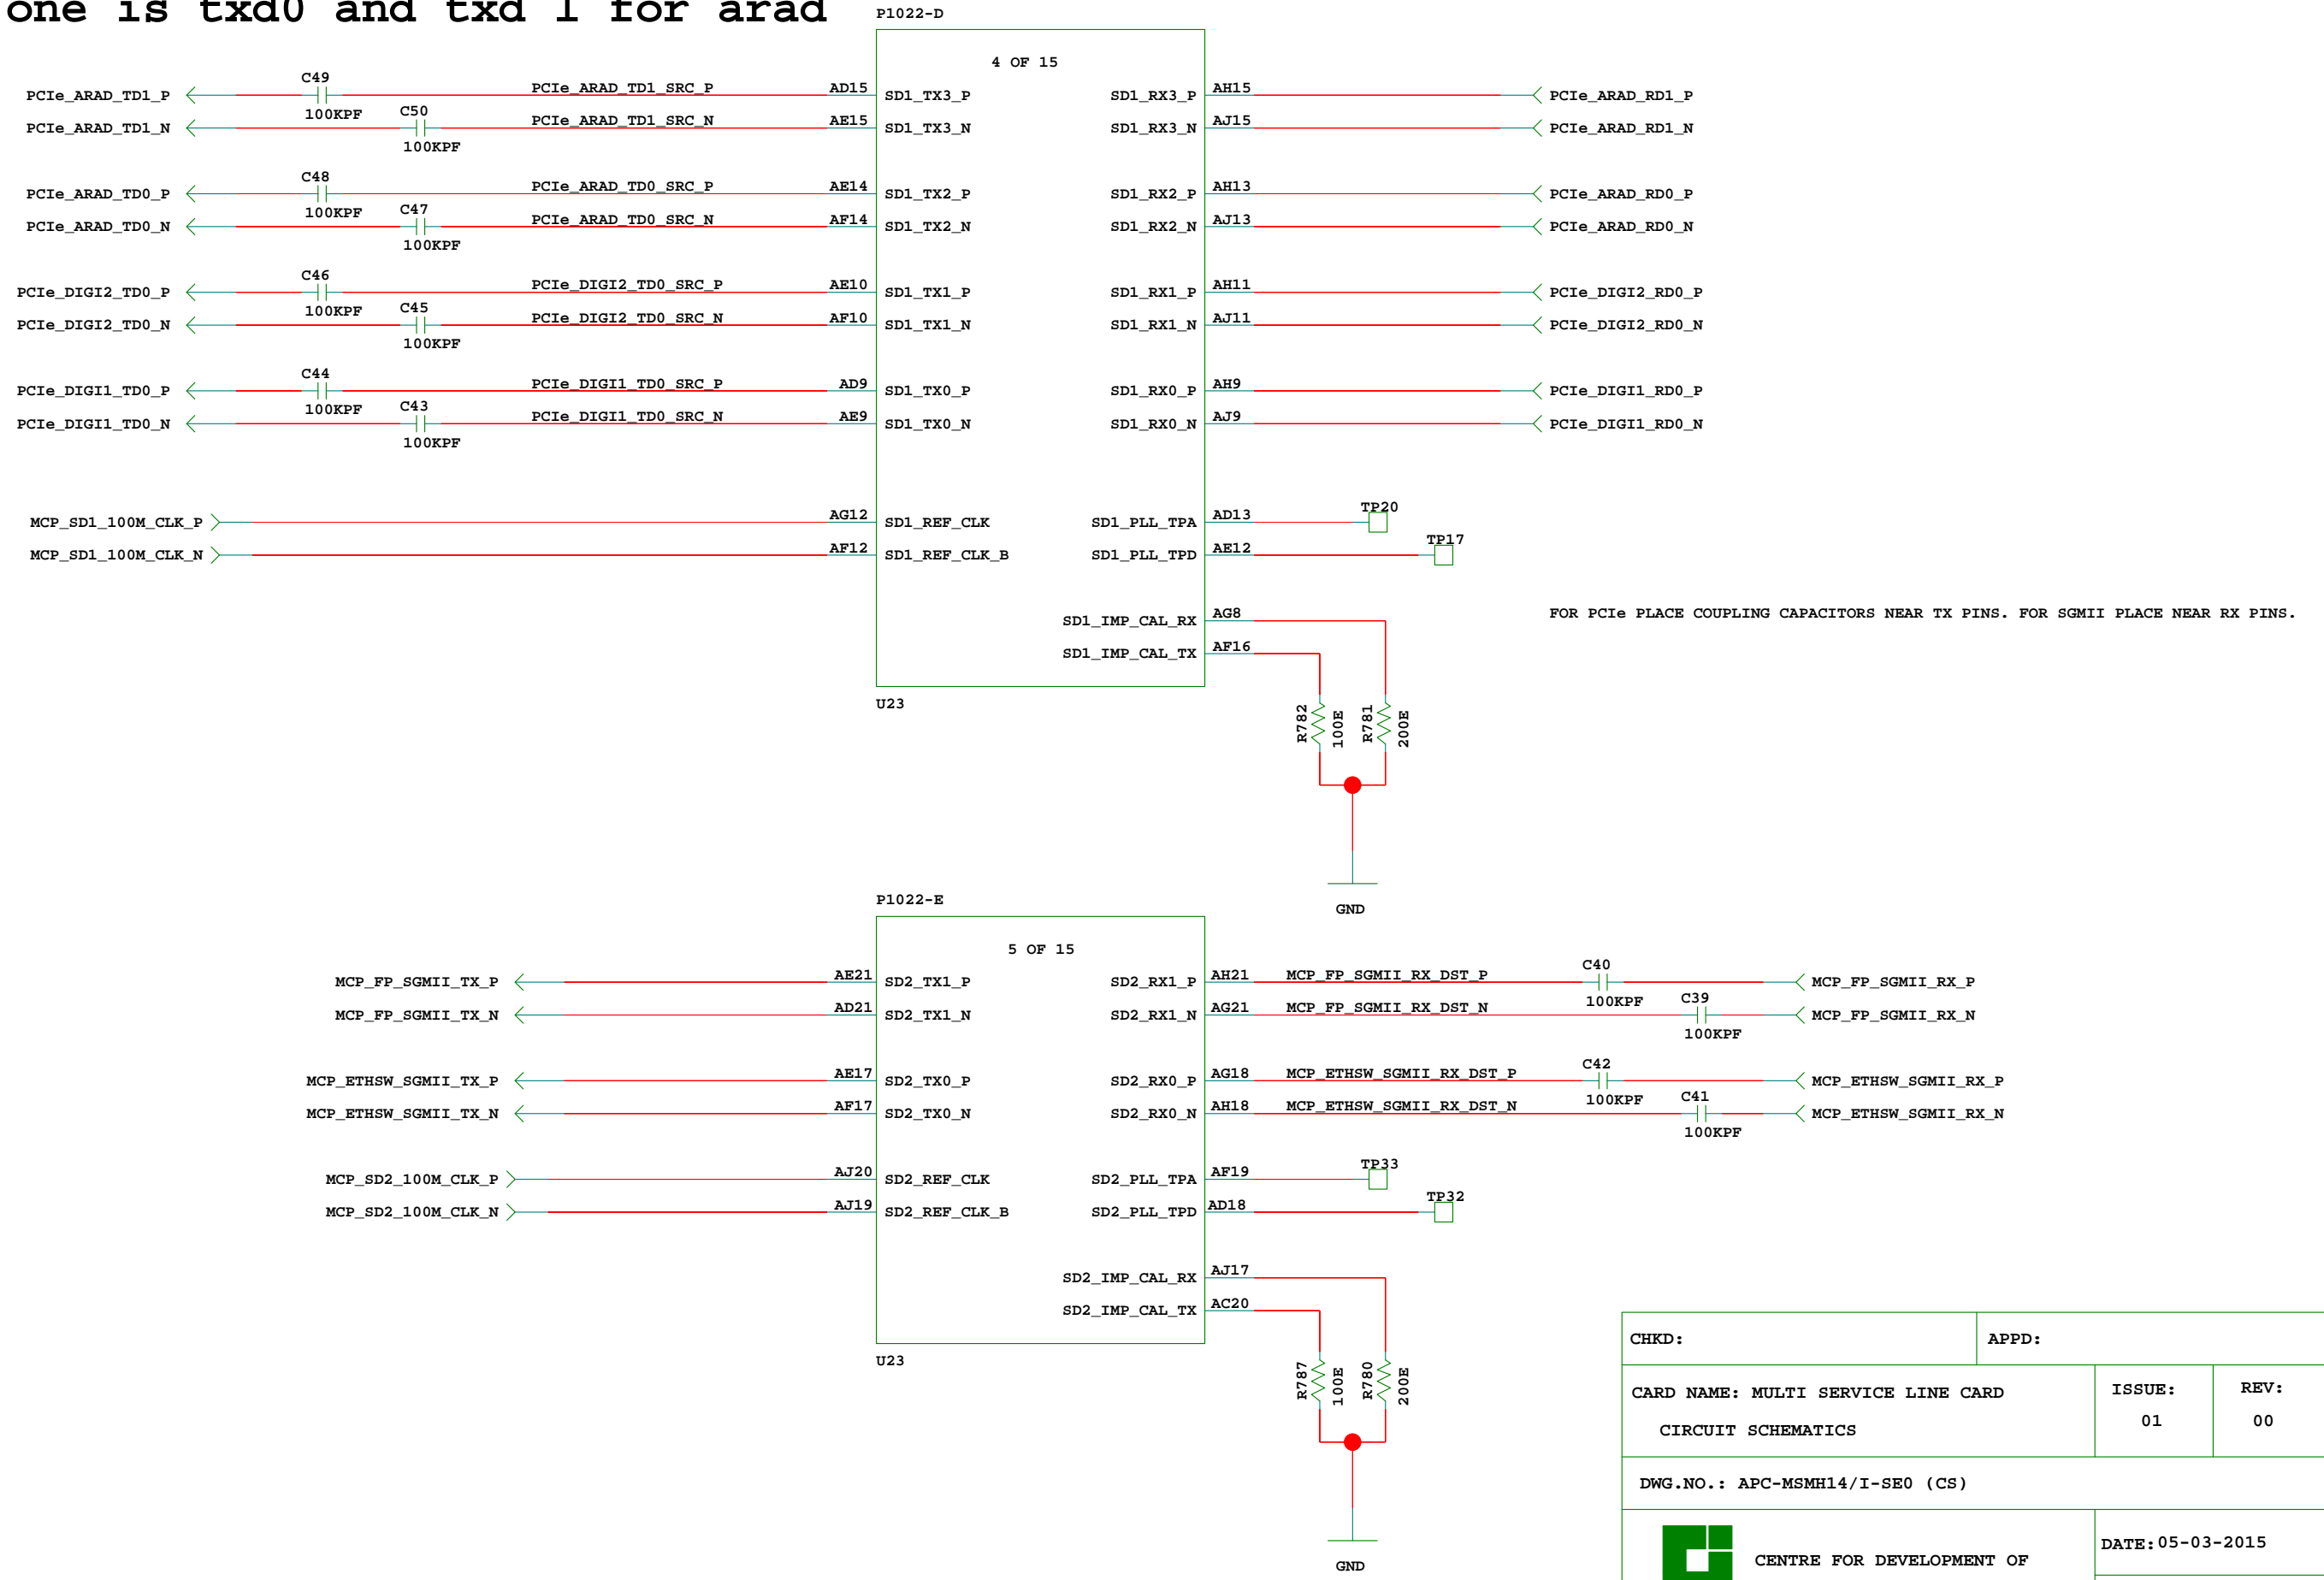 one is txd0 and txd 1 for arad
P1022-D
4 OF 15
PCIe_ARAD_TD1_P C49 100KPF PCIe_ARAD_TD1_SRC_P AD15 SD1_TX3_P SD1_RX3_P AH15 PCIe_ARAD_RD1_P
PCIe_ARAD_TD1_N C50 100KPF PCIe_ARAD_TD1_SRC_N AE15 SD1_TX3_N SD1_RX3_N AJ15 PCIe_ARAD_RD1_N
PCIe_ARAD_TD0_P C48 100KPF PCIe_ARAD_TD0_SRC_P AE14 SD1_TX2_P SD1_RX2_P AH13 PCIe_ARAD_RD0_P
PCIe_ARAD_TD0_N C47 100KPF PCIe_ARAD_TD0_SRC_N AF14 SD1_TX2_N SD1_RX2_N AJ13 PCIe_ARAD_RD0_N
PCIe_DIGI2_TD0_P C46 100KPF PCIe_DIGI2_TD0_SRC_P AE10 SD1_TX1_P SD1_RX1_P AH11 PCIe_DIGI2_RD0_P
PCIe_DIGI2_TD0_N C45 100KPF PCIe_DIGI2_TD0_SRC_N AF10 SD1_TX1_N SD1_RX1_N AJ11 PCIe_DIGI2_RD0_N
PCIe_DIGI1_TD0_P C44 100KPF PCIe_DIGI1_TD0_SRC_P AD9 SD1_TX0_P SD1_RX0_P AH9 PCIe_DIGI1_RD0_P
PCIe_DIGI1_TD0_N C43 100KPF PCIe_DIGI1_TD0_SRC_N AE9 SD1_TX0_N SD1_RX0_N AJ9 PCIe_DIGI1_RD0_N
MCP_SD1_100M_CLK_P AG12 SD1_REF_CLK SD1_PLL_TPA AD13 TP20
MCP_SD1_100M_CLK_N AF12 SD1_REF_CLK_B SD1_PLL_TPD AE12 TP17
SD1_IMP_CAL_RX AG8
FOR PCIe PLACE COUPLING CAPACITORS NEAR TX PINS. FOR SGMII PLACE NEAR RX PINS.
SD1_IMP_CAL_TX AF16
U23
R782 100E R781 200E
GND
P1022-E
5 OF 15
MCP_FP_SGMII_TX_P AE21 SD2_TX1_P SD2_RX1_P AH21 MCP_FP_SGMII_RX_DST_P C40 100KPF MCP_FP_SGMII_RX_P
MCP_FP_SGMII_TX_N AD21 SD2_TX1_N SD2_RX1_N AG21 MCP_FP_SGMII_RX_DST_N C39 100KPF MCP_FP_SGMII_RX_N
MCP_ETHSW_SGMII_TX_P AE17 SD2_TX0_P SD2_RX0_P AG18 MCP_ETHSW_SGMII_RX_DST_P C42 100KPF MCP_ETHSW_SGMII_RX_P
MCP_ETHSW_SGMII_TX_N AF17 SD2_TX0_N SD2_RX0_N AH18 MCP_ETHSW_SGMII_RX_DST_N C41 100KPF MCP_ETHSW_SGMII_RX_N
MCP_SD2_100M_CLK_P AJ20 SD2_REF_CLK SD2_PLL_TPA AF19 TP33
MCP_SD2_100M_CLK_N AJ19 SD2_REF_CLK_B SD2_PLL_TPD AD18 TP32
SD2_IMP_CAL_RX AJ17
SD2_IMP_CAL_TX AC20
U23
R787 100E R780 200E
GND
CHKD: APPD:
CARD NAME: MULTI SERVICE LINE CARD
CIRCUIT SCHEMATICS
ISSUE: 01
REV: 00
DWG.NO.: APC-MSMH14/I-SE0 (CS)
CENTRE FOR DEVELOPMENT OF
DATE: 05-03-2015